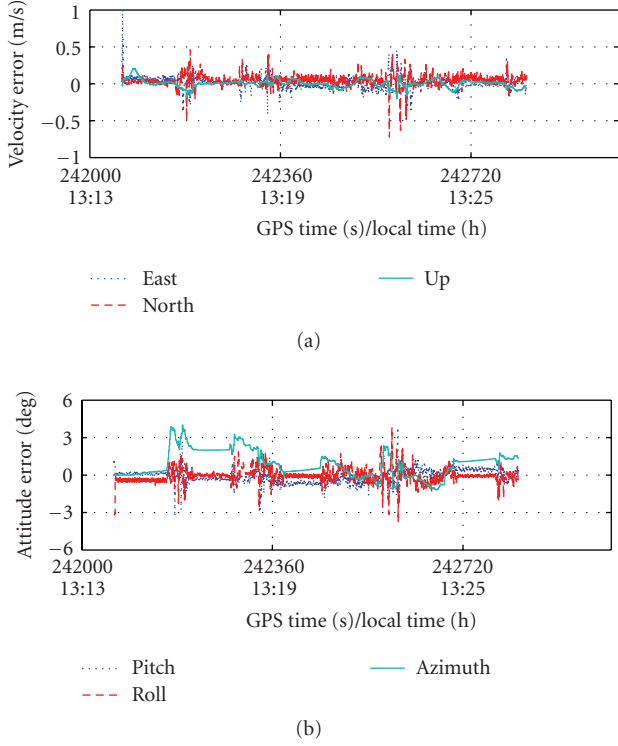 1
0.5
0
−0.5
−1
Velocity error (m/s)
242000 242360 242720
13:13 13:19 13:25
GPS time (s)/local time (h)
East Up
North
(a)
6
3
0
−3
−6
Attitude error (deg)
242000 242360 242720
13:13 13:19 13:25
GPS time (s)/local time (h)
Pitch Azimuth
Roll
(b)